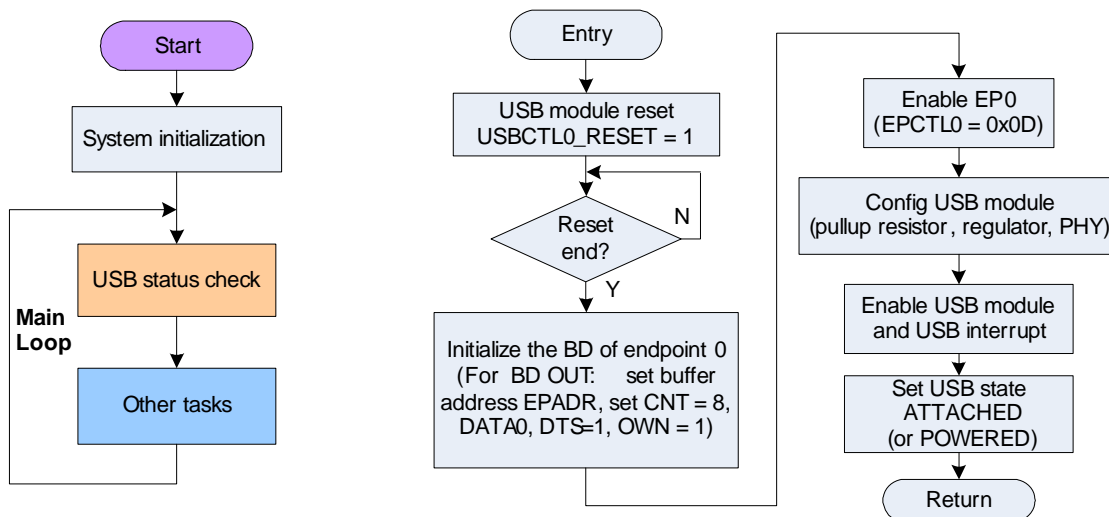 Start
System initialization
USB status check
Main
Loop
Other tasks
Entry
USB module reset
USBCTL0_RESET = 1
Reset
end?
N
Y
Initialize the BD of endpoint 0
(For BD OUT: set buffer
address EPADR, set CNT = 8,
DATA0, DTS=1, OWN = 1)
Enable EP0
(EPCTL0 = 0x0D)
Config USB module
(pullup resistor, regulator, PHY)
Enable USB module
and USB interrupt
Set USB state
ATTACHED
(or POWERED)
Return